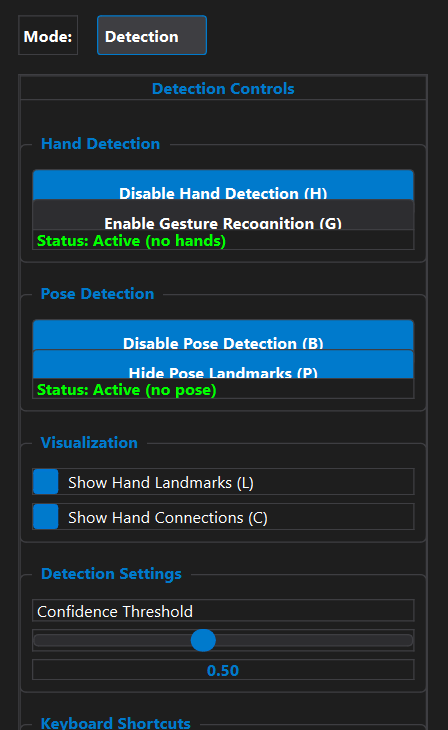 Mode: Detection
Detection Controls
Hand Detection
Disable Hand Detection (H)
Enable Gesture Recognition (G)
Status: Active (no hands)
Pose Detection
Disable Pose Detection (B)
Hide Pose Landmarks (P)
Status: Active (no pose)
Visualization
Show Hand Landmarks (L)
Show Hand Connections (C)
Detection Settings
Confidence Threshold
0.50
Keyboard Shortcuts